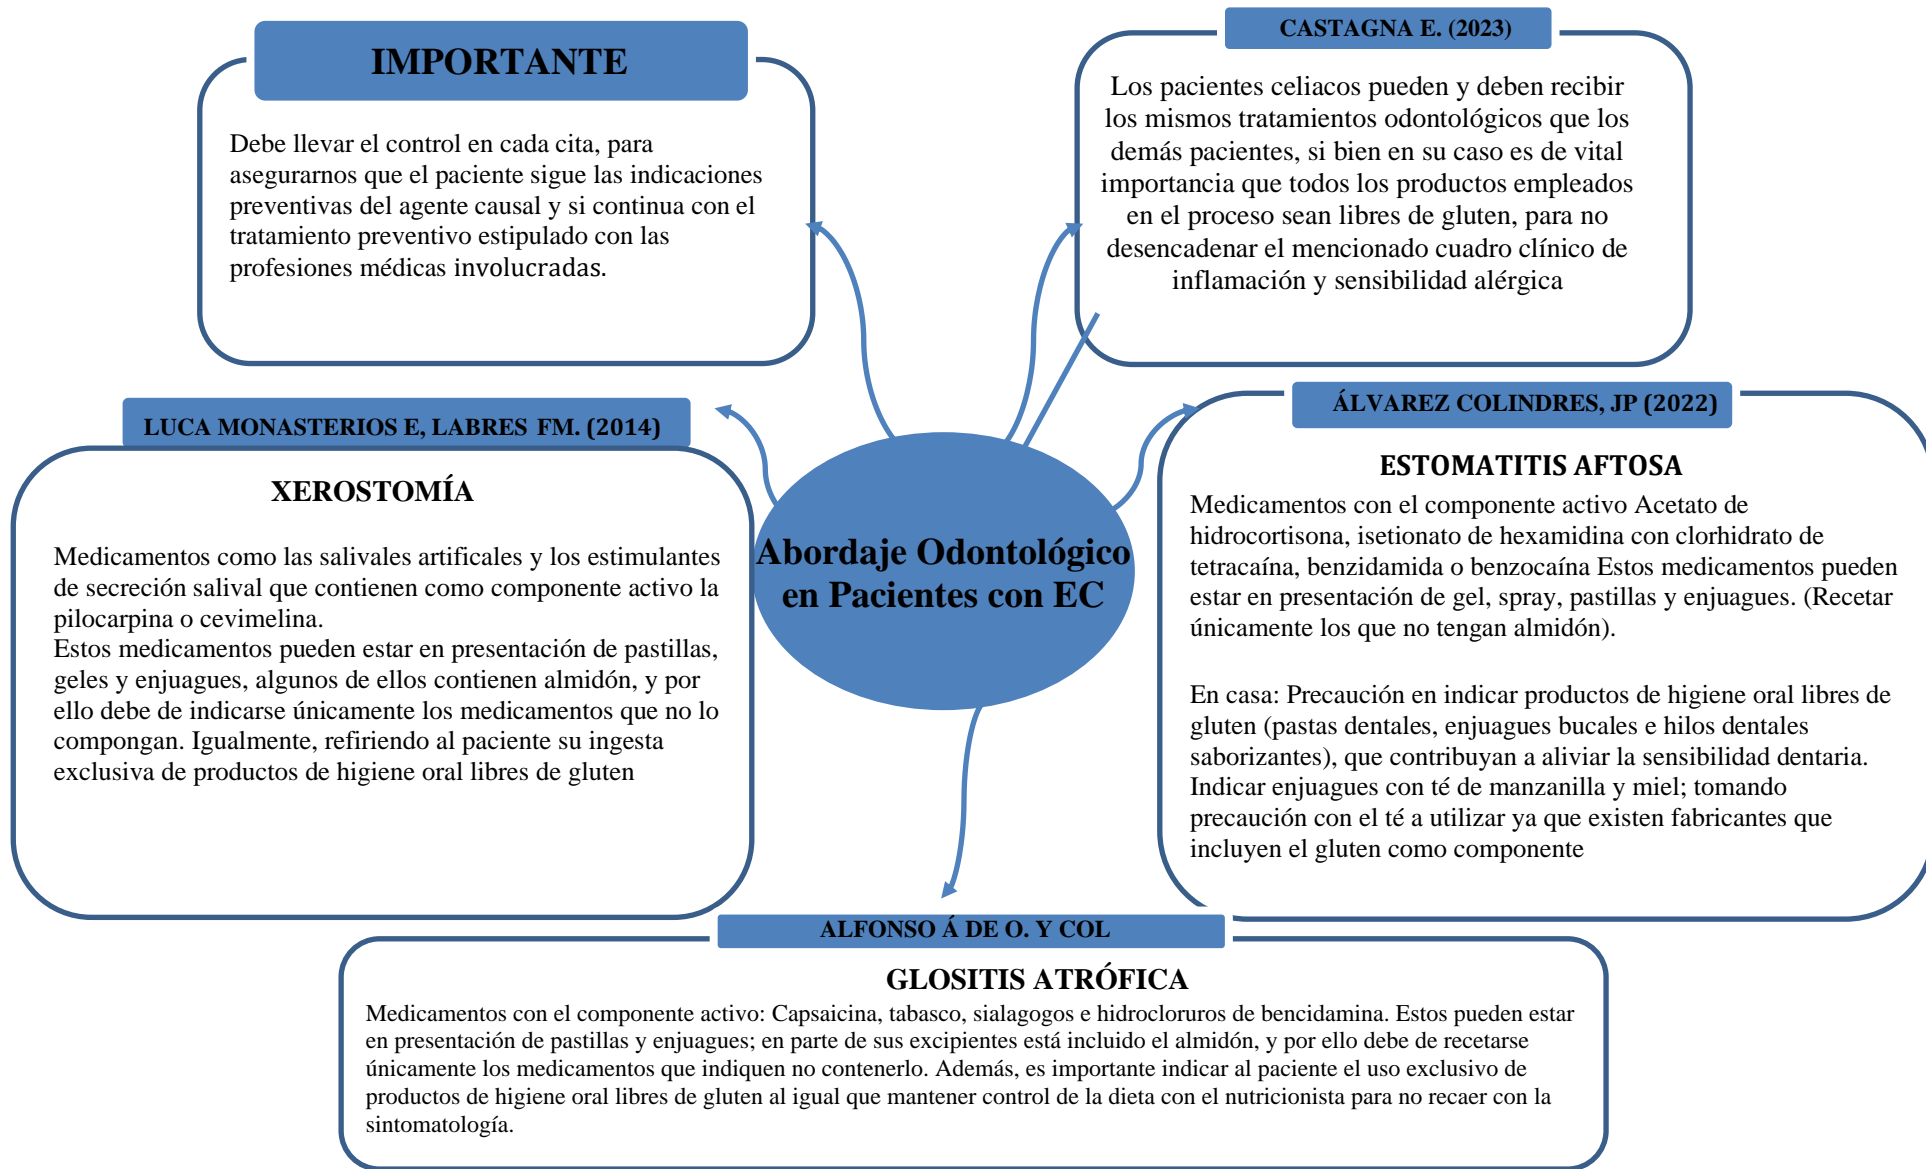 IMPORTANTE
Debe llevar el control en cada cita, para
asegurarnos que el paciente sigue las indicaciones
preventivas del agente causal y si continua con el
tratamiento preventivo estipulado con las
profesiones médicas involucradas.
CASTAGNA E. (2023)
Los pacientes celiacos pueden y deben recibir
los mismos tratamientos odontológicos que los
demás pacientes, si bien en su caso es de vital
importancia que todos los productos empleados
en el proceso sean libres de gluten, para no
desencadenar el mencionado cuadro clínico de
inflamación y sensibilidad alérgica
LUCA MONASTERIOS E, LABRES FM. (2014)
XEROSTOMÍA
Medicamentos como las salivales artificales y los estimulantes
de secreción salival que contienen como componente activo la
pilocarpina o cevimelina.
Estos medicamentos pueden estar en presentación de pastillas,
geles y enjuagues, algunos de ellos contienen almidón, y por
ello debe de indicarse únicamente los medicamentos que no lo
compongan. Igualmente, refiriendo al paciente su ingesta
exclusiva de productos de higiene oral libres de gluten
Abordaje Odontológico
en Pacientes con EC
ÁLVAREZ COLINDRES, JP (2022)
ESTOMATITIS AFTOSA
Medicamentos con el componente activo Acetato de
hidrocortisona, isetionato de hexamidina con clorhidrato de
tetracaína, benzidamida o benzocaína Estos medicamentos pueden
estar en presentación de gel, spray, pastillas y enjuagues. (Recetar
únicamente los que no tengan almidón).
En casa: Precaución en indicar productos de higiene oral libres de
gluten (pastas dentales, enjuagues bucales e hilos dentales
saborizantes), que contribuyan a aliviar la sensibilidad dentaria.
Indicar enjuagues con té de manzanilla y miel; tomando
precaución con el té a utilizar ya que existen fabricantes que
incluyen el gluten como componente
ALFONSO Á DE O. Y COL
GLOSITIS ATRÓFICA
Medicamentos con el componente activo: Capsaicina, tabasco, sialagogos e hidrocloruros de bencidamina. Estos pueden estar
en presentación de pastillas y enjuagues; en parte de sus excipientes está incluido el almidón, y por ello debe de recetarse
únicamente los medicamentos que indiquen no contenerlo. Además, es importante indicar al paciente el uso exclusivo de
productos de higiene oral libres de gluten al igual que mantener control de la dieta con el nutricionista para no recaer con la
sintomatología.